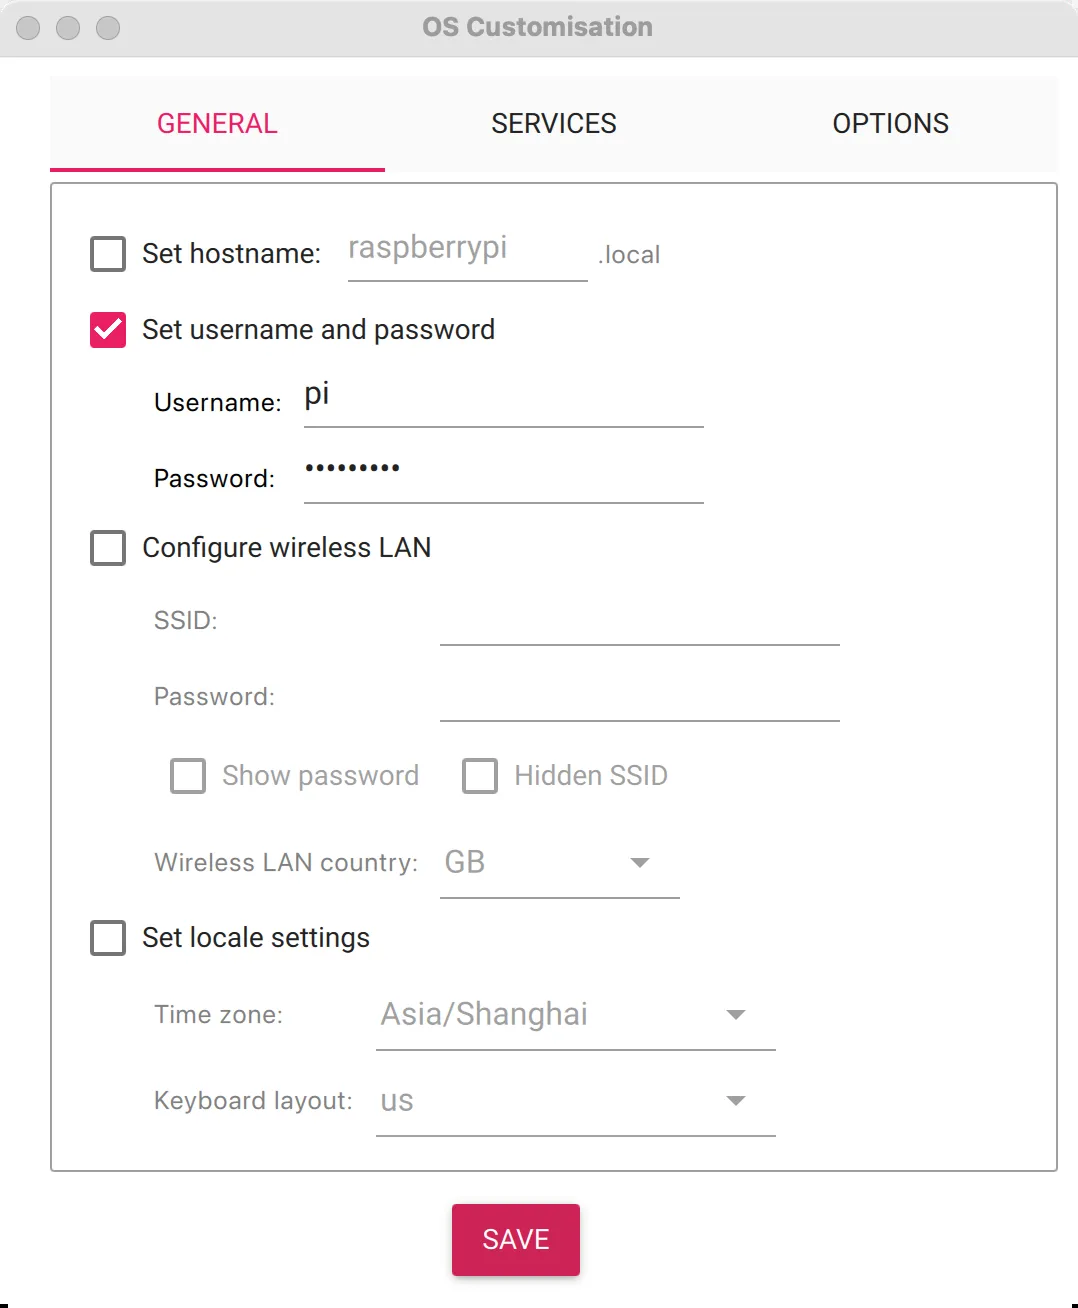 OS Customisation
GENERAL SERVICES OPTIONS
Set hostname: raspberrypi .local
Set username and password
Username: pi
Password: •••••••••
Configure wireless LAN
SSID:
Password:
Show password Hidden SSID
Wireless LAN country: GB
Set locale settings
Time zone: Asia/Shanghai
Keyboard layout: us
SAVE